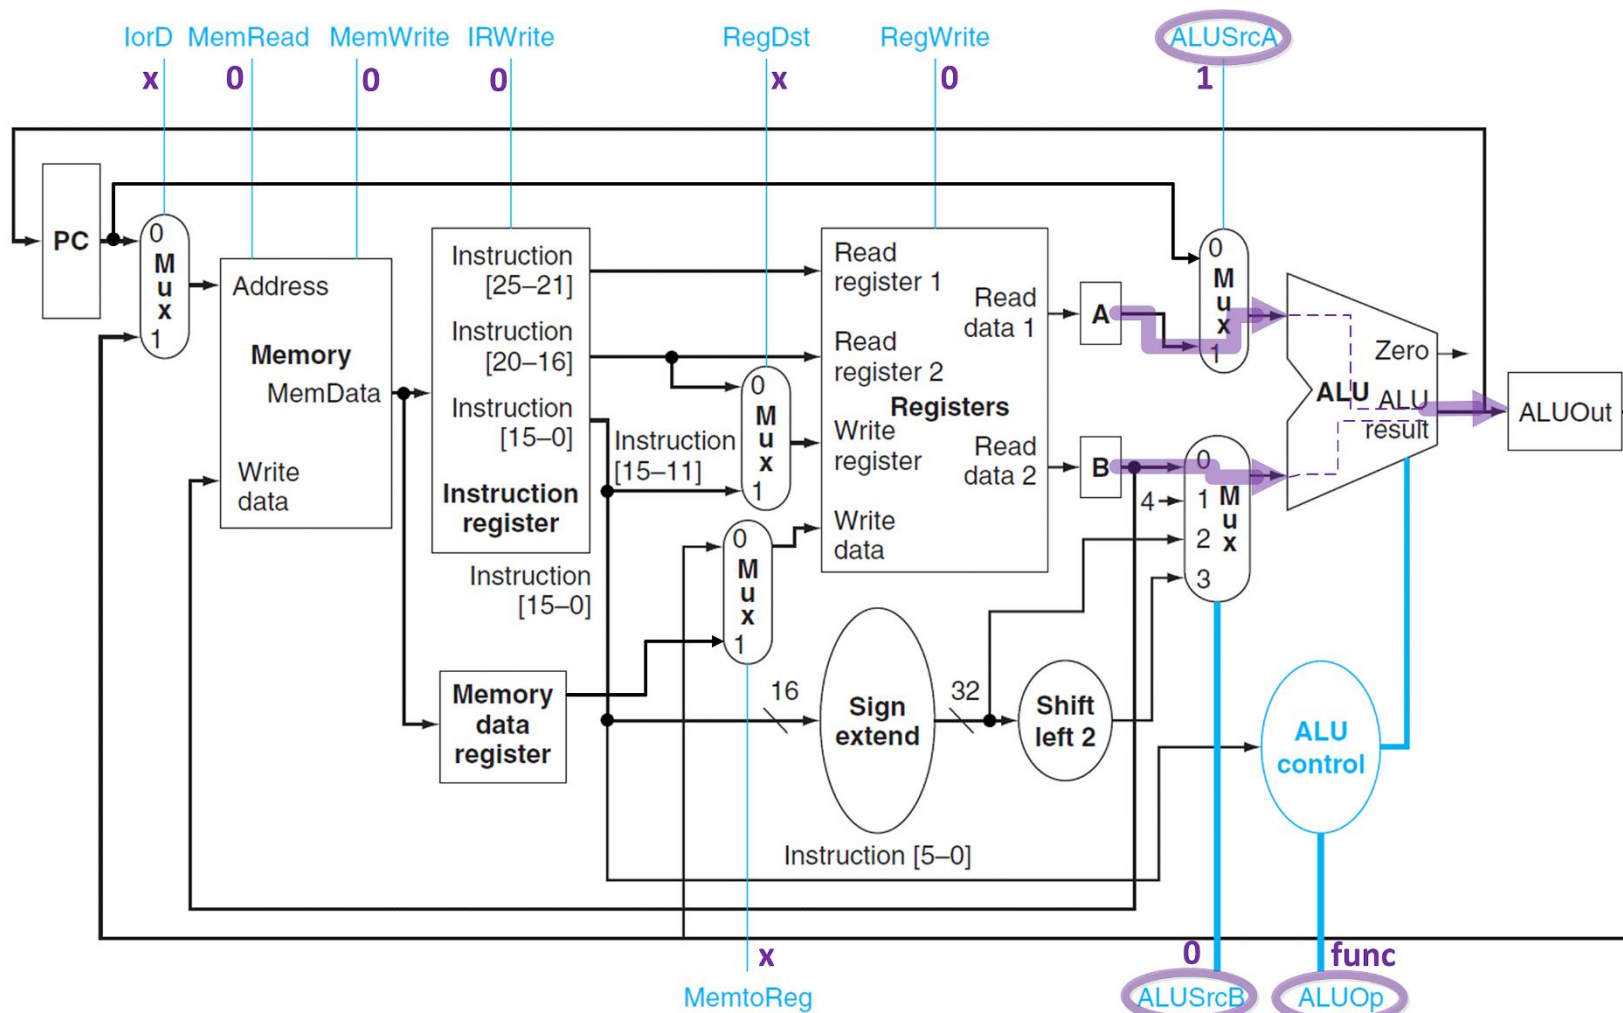 IorD MemRead MemWrite IRWrite RegDst RegWrite ALUSrcA
x 0 0 0 x 0 1
PC
0
M
u
x
1
Address
Memory
MemData
Write
data
Instruction
[25–21]
Instruction
[20–16]
Instruction
[15–0]
Instruction
register
Instruction
[15–11]
Instruction
[15–0]
0
M
u
x
1
0
M
u
x
1
Memory
data
register
Read
register 1
Read
register 2
Registers
Write
register
Write
data
Read
data 1
Read
data 2
A
B
0
M
u
x
1
4
0
1
2
3
M
u
x
Zero
ALU
ALU
result
ALUOut
16
Sign
extend
32
Shift
left 2
ALU
control
Instruction [5–0]
x 0 func
MemtoReg ALUSrcB ALUOp